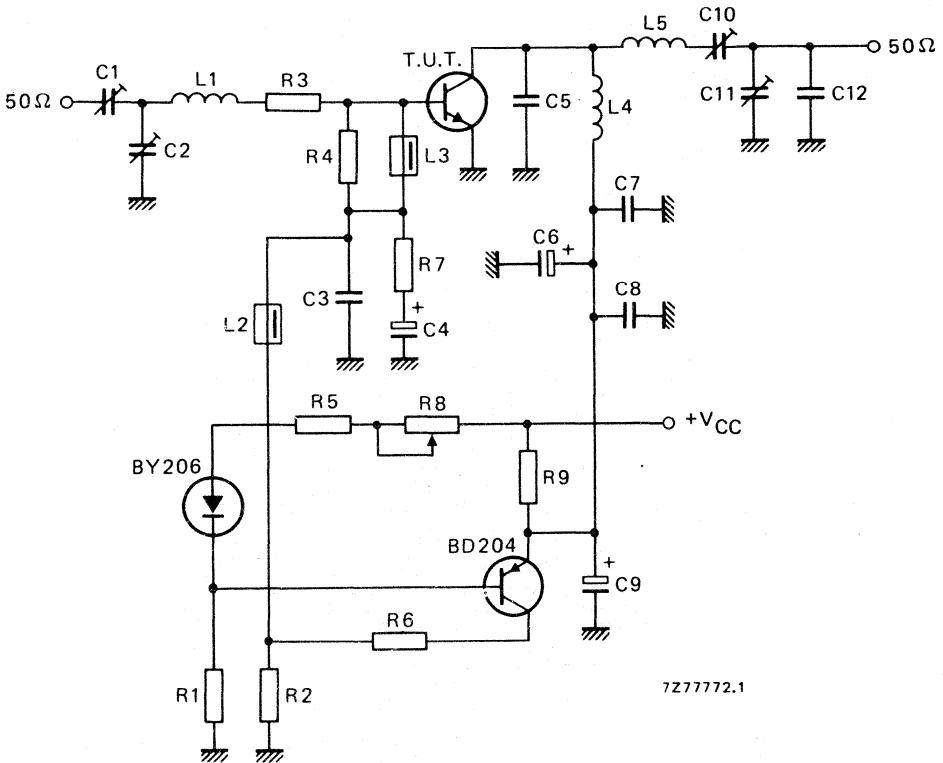 C10
L5
50Ω
T.U.T.
C1
L1
R3
50Ω
C5
L4
C11
C12
C2
R4
L3
C7
C6
+
R7
C8
C3
+
C4
L2
R5
R8
+VCC
BY206
R9
BD204
+
C9
R6
R1
R2
7Z77772.1